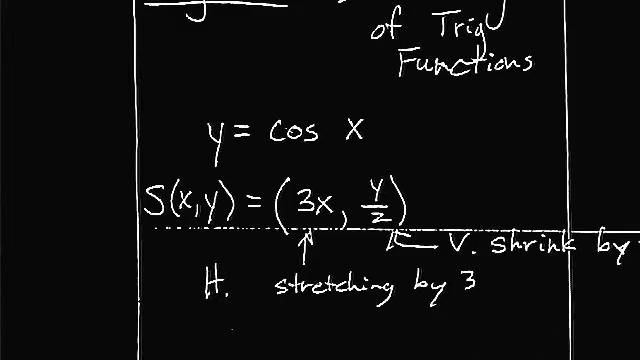 of Trig
Functions
y = cos x
S(x,y) = (3x, y/2)
V. shrink by
H. stretching by 3